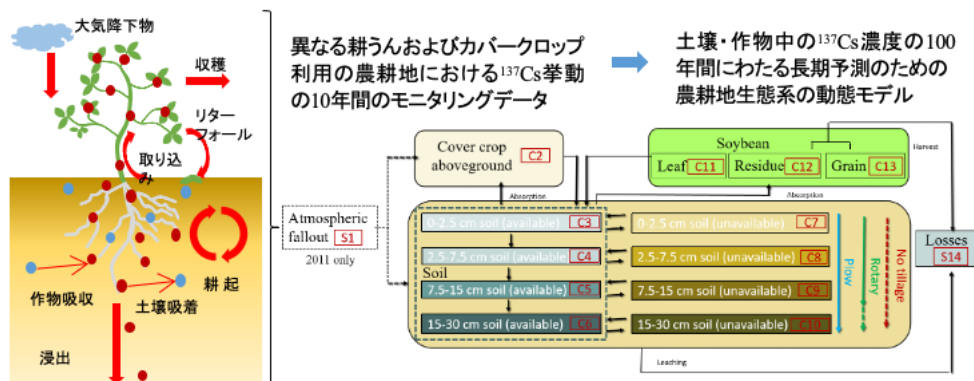 大気降下物
収穫
リター
フォール
取り込
み
作物吸収
土壌吸着
耕 起
浸出
異なる耕うんおよびカバークロップ
利用の農耕地における¹³⁷Cs挙動
の10年間のモニタリングデータ
土壌・作物中の¹³⁷Cs濃度の100
年間にわたる長期予測のための
農耕地生態系の動態モデル
Cover crop
aboveground C2
Soybean
Leaf C11 Residue C12 Grain C13
Harvest
Absorption
Absorption
Atmospheric
fallout S1
2011 only
Soil
0-2.5 cm soil (available) C3
0-2.5 cm soil (unavailable) C7
2.5-7.5 cm soil (available) C4
2.5-7.5 cm soil (unavailable) C8
7.5-15 cm soil (available) C5
7.5-15 cm soil (unavailable) C9
15-30 cm soil (available) C6
15-30 cm soil (unavailable) C10
Plow
Rotary
No tillage
Losses
S14
Leaching